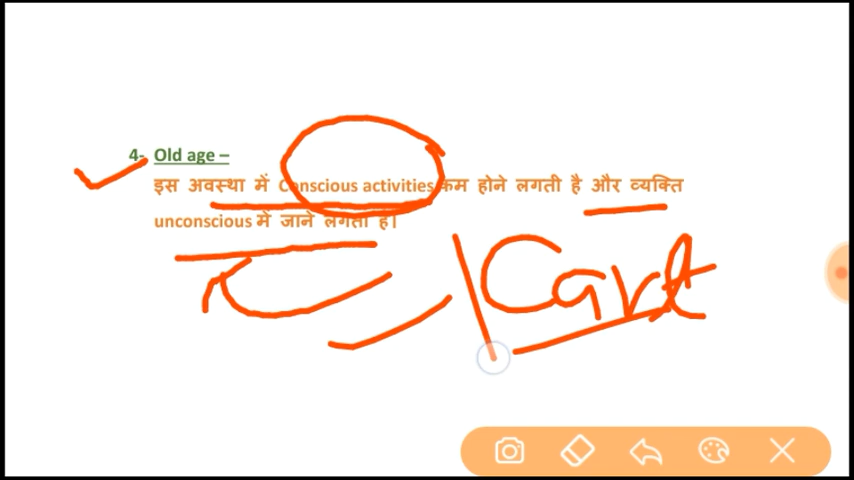 4- Old age –
इस अवस्था में Conscious activities कम होने लगती है और व्यक्ति
unconscious में जाने लगता है|